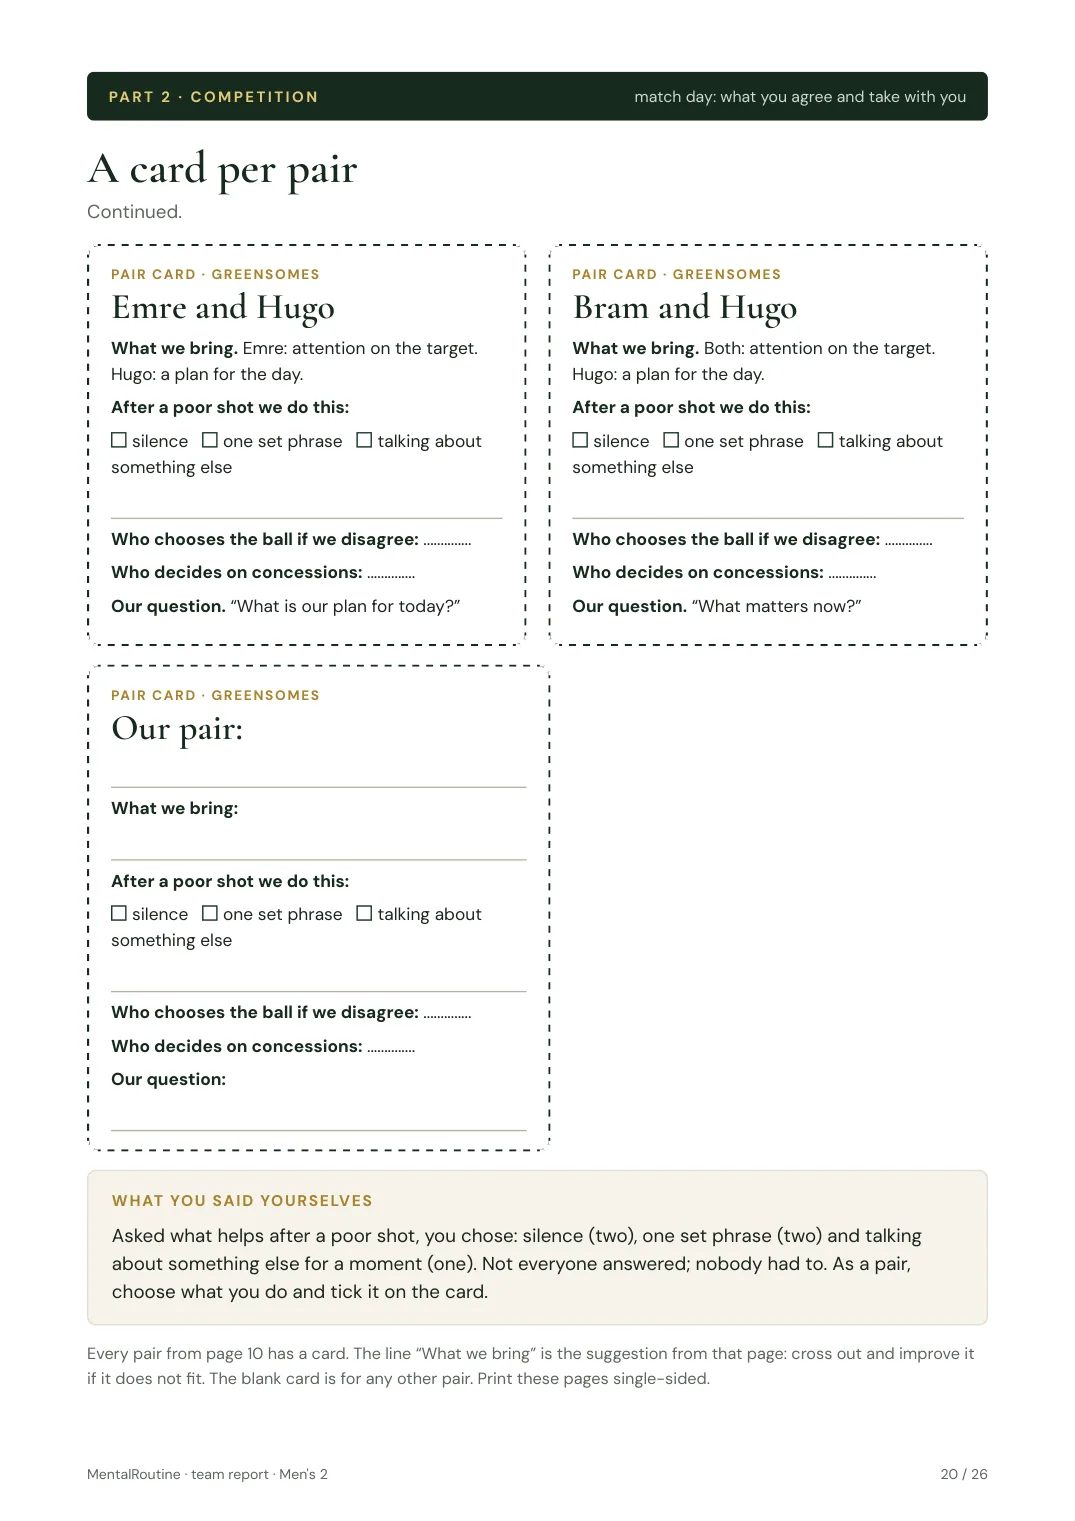 PART 2 · COMPETITION
match day: what you agree and take with you
A card per pair
Continued.
PAIR CARD · GREENSOMES
Emre and Hugo
What we bring. Emre: attention on the target.
Hugo: a plan for the day.
After a poor shot we do this:
☐ silence ☐ one set phrase ☐ talking about
something else
Who chooses the ball if we disagree: ..............
Who decides on concessions: ..............
Our question. “What is our plan for today?”
PAIR CARD · GREENSOMES
Bram and Hugo
What we bring. Both: attention on the target.
Hugo: a plan for the day.
After a poor shot we do this:
☐ silence ☐ one set phrase ☐ talking about
something else
Who chooses the ball if we disagree: ..............
Who decides on concessions: ..............
Our question. “What matters now?”
PAIR CARD · GREENSOMES
Our pair:
What we bring:
After a poor shot we do this:
☐ silence ☐ one set phrase ☐ talking about
something else
Who chooses the ball if we disagree: ..............
Who decides on concessions: ..............
Our question:
WHAT YOU SAID YOURSELVES
Asked what helps after a poor shot, you chose: silence (two), one set phrase (two) and talking
about something else for a moment (one). Not everyone answered; nobody had to. As a pair,
choose what you do and tick it on the card.
Every pair from page 10 has a card. The line “What we bring” is the suggestion from that page: cross out and improve it
if it does not fit. The blank card is for any other pair. Print these pages single-sided.
MentalRoutine · team report · Men's 2
20 / 26